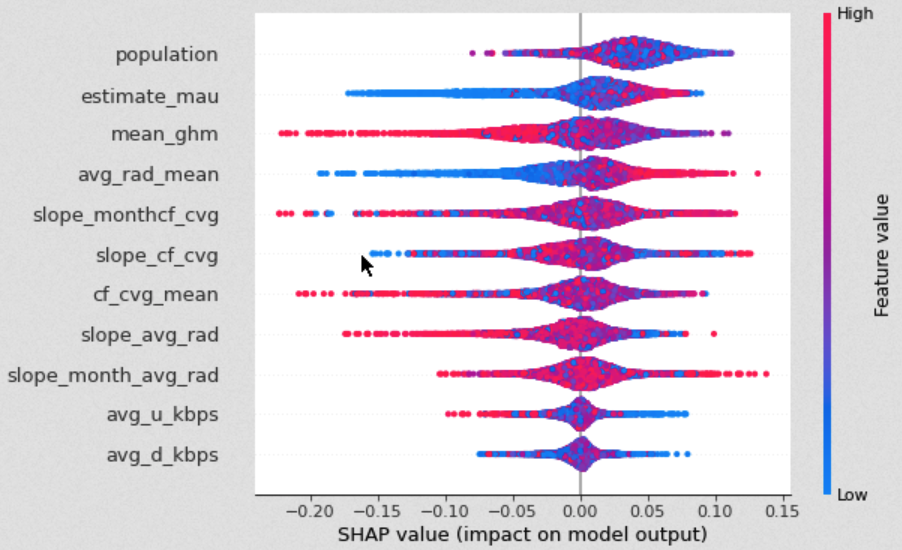 High
population
estimate_mau
mean_ghm
avg_rad_mean
slope_monthcf_cvg
slope_cf_cvg
cf_cvg_mean
slope_avg_rad
slope_month_avg_rad
avg_u_kbps
avg_d_kbps
Feature value
Low
−0.20 −0.15 −0.10 −0.05 0.00 0.05 0.10 0.15
SHAP value (impact on model output)